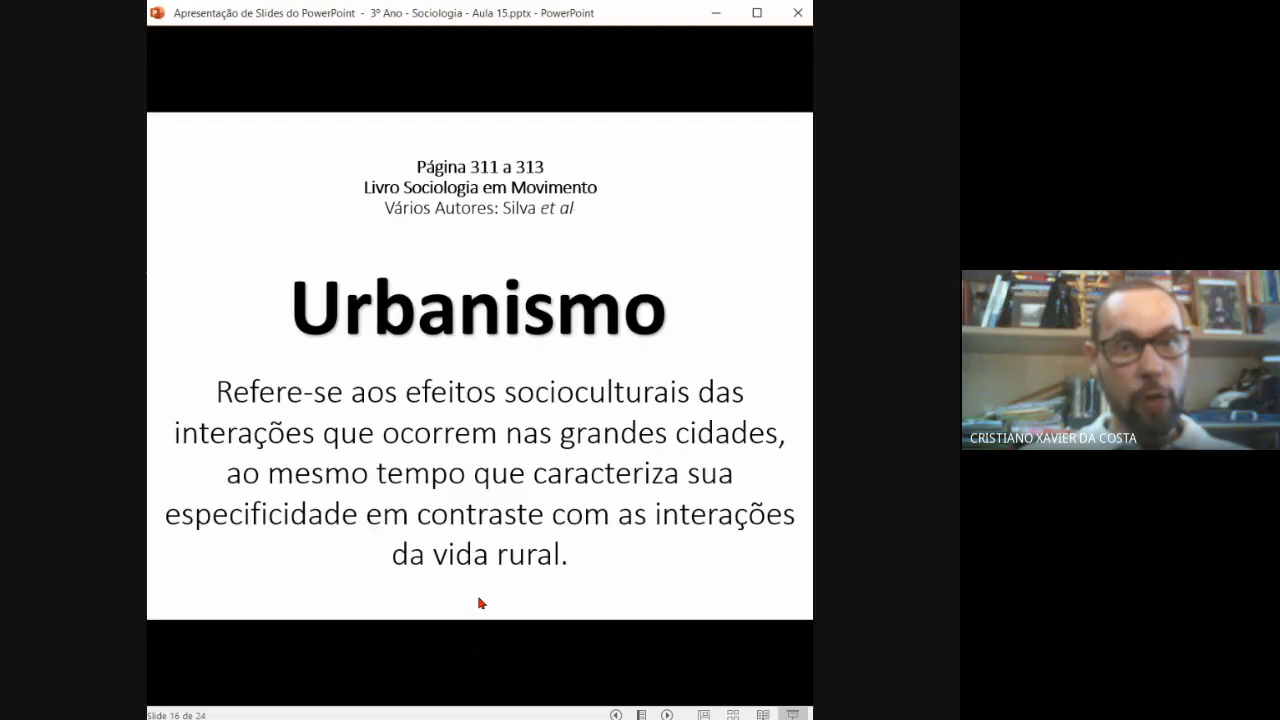 Apresentação de Slides do PowerPoint - 3º Ano - Sociologia - Aula 15.pptx - PowerPoint
Página 311 a 313
Livro Sociologia em Movimento
Vários Autores: Silva et al
Urbanismo
Refere-se aos efeitos socioculturais das
interações que ocorrem nas grandes cidades,
ao mesmo tempo que caracteriza sua
especificidade em contraste com as interações
da vida rural.
CRISTIANO XAVIER DA COSTA
Slide 16 de 24